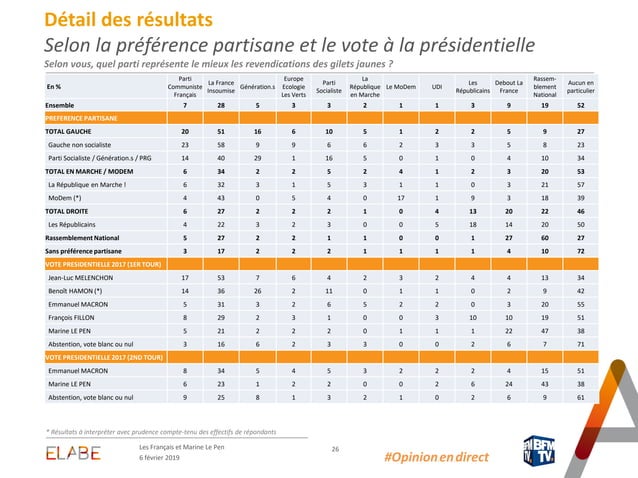 Détail des résultats
Selon la préférence partisane et le vote à la présidentielle
Selon vous, quel parti représente le mieux les revendications des gilets jaunes ?
En % Parti Communiste Français La France Insoumise Génération.s Europe Ecologie Les Verts Parti Socialiste La République en Marche Le MoDem UDI Les Républicains Debout La France Rassem-blement National Aucun en particulier
Ensemble 7 28 5 3 3 2 1 1 3 9 19 52
PREFERENCE PARTISANE
TOTAL GAUCHE 20 51 16 6 10 5 1 2 2 5 9 27
Gauche non socialiste 23 58 9 9 6 6 2 3 3 5 8 23
Parti Socialiste / Génération.s / PRG 14 40 29 1 16 5 0 1 0 4 10 34
TOTAL EN MARCHE / MODEM 6 34 2 2 5 2 4 1 2 3 20 53
La République en Marche ! 6 32 3 1 5 3 1 1 0 3 21 57
MoDem (*) 4 43 0 5 4 0 17 1 9 3 18 39
TOTAL DROITE 6 27 2 2 2 1 0 4 13 20 22 46
Les Républicains 4 22 3 2 3 0 0 5 18 14 20 50
Rassemblement National 5 27 2 2 1 1 0 0 1 27 60 27
Sans préférence partisane 3 17 2 2 2 1 1 1 1 4 10 72
VOTE PRESIDENTIELLE 2017 (1ER TOUR)
Jean-Luc MELENCHON 17 53 7 6 4 2 3 2 4 4 13 34
Benoît HAMON (*) 14 36 26 2 11 0 1 1 0 2 9 42
Emmanuel MACRON 5 31 3 2 6 5 2 2 0 3 20 55
François FILLON 8 29 2 3 1 0 0 3 10 10 19 51
Marine LE PEN 5 21 2 2 2 0 1 1 1 22 47 38
Abstention, vote blanc ou nul 3 16 6 2 3 3 0 0 2 6 7 71
VOTE PRESIDENTIELLE 2017 (2ND TOUR)
Emmanuel MACRON 8 34 5 4 5 3 2 2 2 4 15 51
Marine LE PEN 6 23 1 2 2 0 0 2 6 24 43 38
Abstention, vote blanc ou nul 9 25 8 1 3 2 1 0 2 6 9 61
* Résultats à interpréter avec prudence compte-tenu des effectifs de répondants
ELABE
Les Français et Marine Le Pen
6 février 2019
26
#Opinion en direct
BFM
TV.